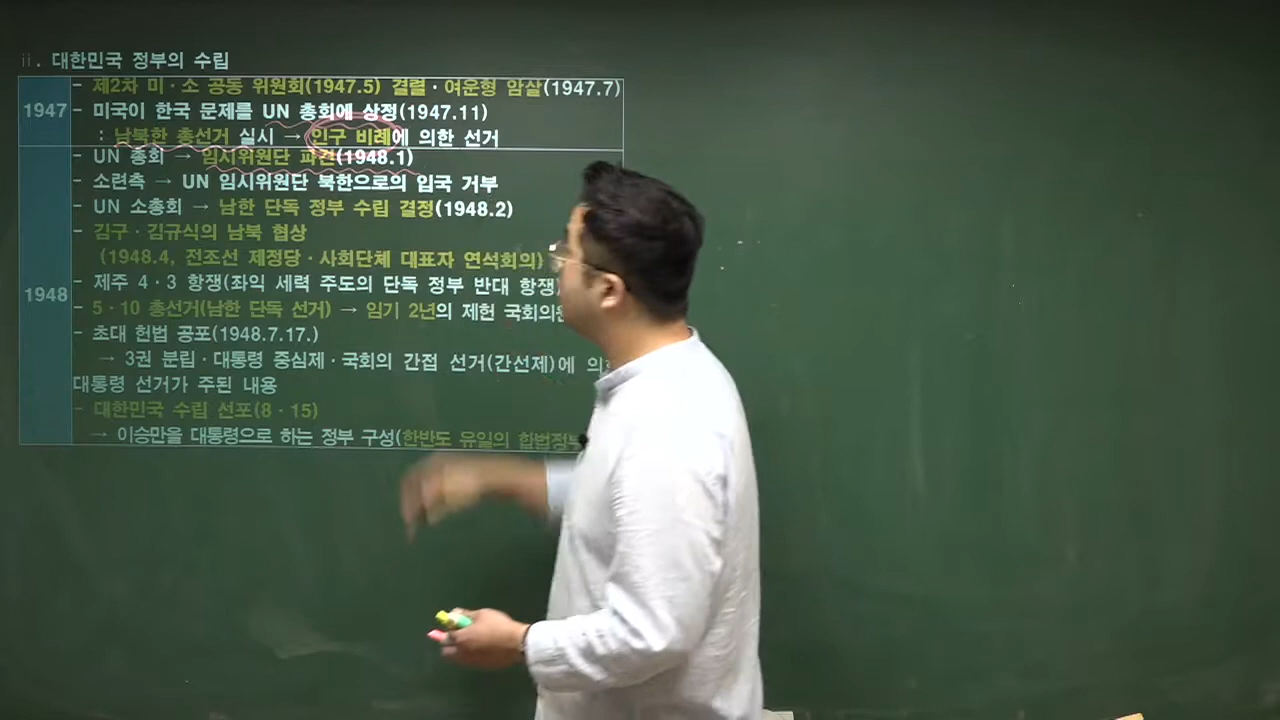 ⅱ. 대한민국 정부의 수립
1947
- 제2차 미·소 공동 위원회(1947.5) 결렬·여운형 암살(1947.7)
- 미국이 한국 문제를 UN 총회에 상정(1947.11)
: 남북한 총선거 실시 → 인구 비례에 의한 선거
1948
- UN 총회 → 임시위원단 파견(1948.1)
- 소련측 → UN 임시위원단 북한으로의 입국 거부
- UN 소총회 → 남한 단독 정부 수립 결정(1948.2)
- 김구·김규식의 남북 협상
(1948.4, 전조선 제정당·사회단체 대표자 연석회의)
- 제주 4·3 항쟁(좌익 세력 주도의 단독 정부 반대 항쟁)
- 5·10 총선거(남한 단독 선거) → 임기 2년의 제헌 국회의
- 초대 헌법 공포(1948.7.17.)
→ 3권 분립·대통령 중심제·국회의 간접 선거(간선제)에
대통령 선거가 주된 내용
- 대한민국 수립 선포(8·15)
→ 이승만을 대통령으로 하는 정부 구성(한반도 유일의 합법정부